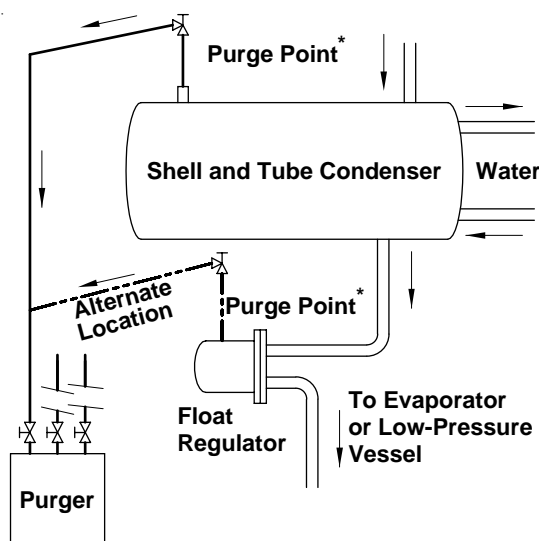 Purge Point*
Shell and Tube Condenser
Water
Alternate
Location
Purge Point*
Float
Regulator
To Evaporator
or Low-Pressure
Vessel
Purger